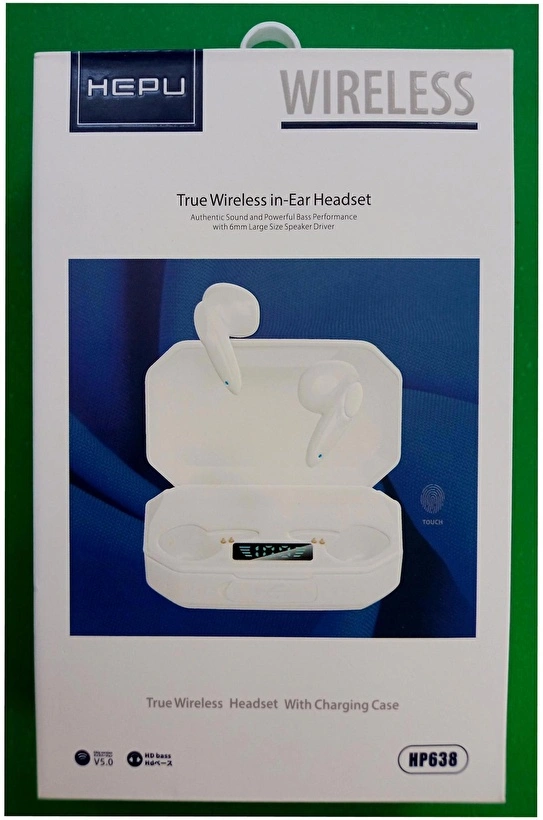 HEPU
WIRELESS
True Wireless in-Ear Headset
Authentic Sound and Powerful Bass Performance
with 6mm Large Size Speaker Driver
TOUCH
True Wireless Headset With Charging Case
V5.0
HD bass
Hdベース
HP638